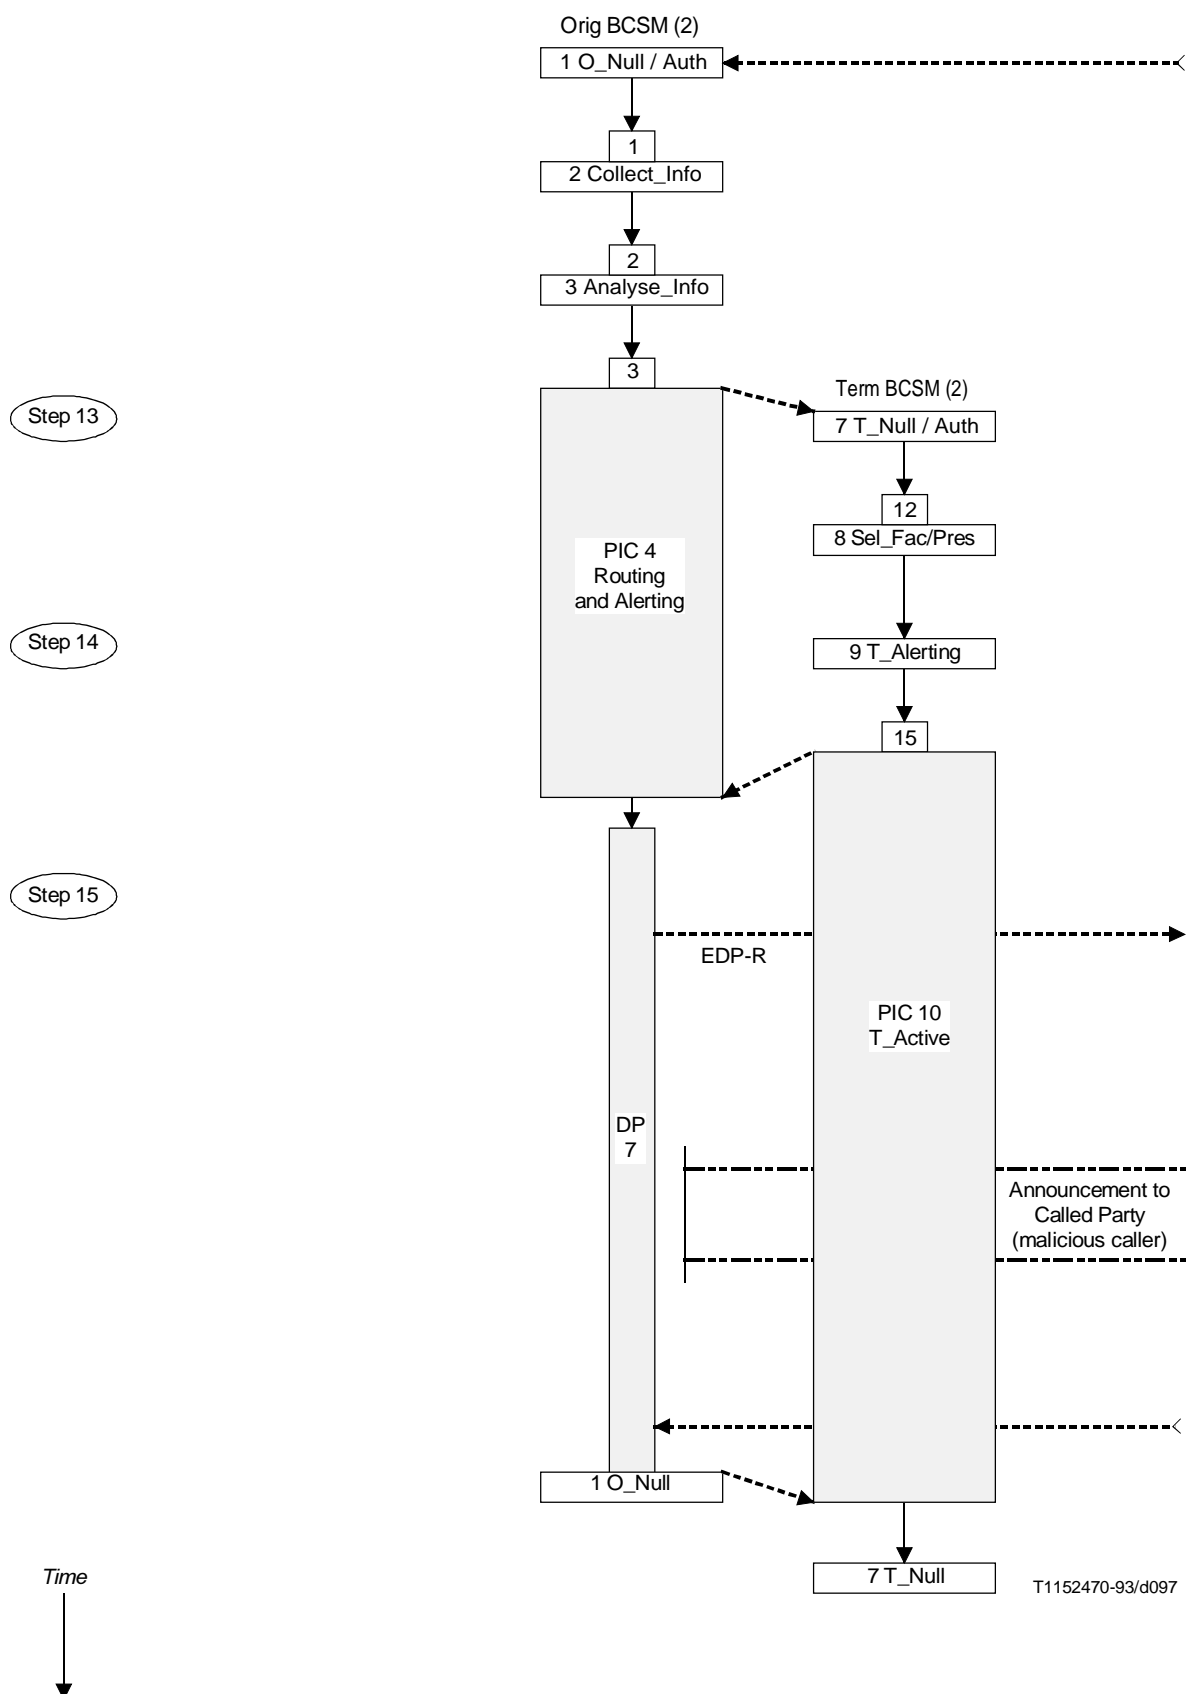 Orig BCSM (2)
1 O_Null / Auth
1
2 Collect_Info
2
3 Analyse_Info
3
Term BCSM (2)
Step 13
7 T_Null / Auth
12
8 Sel_Fac/Pres
PIC 4
Routing
and Alerting
Step 14
9 T_Alerting
15
Step 15
EDP-R
PIC 10
T_Active
DP
7
Announcement to
Called Party
(malicious caller)
1 O_Null
7 T_Null
Time
T1152470-93/d097